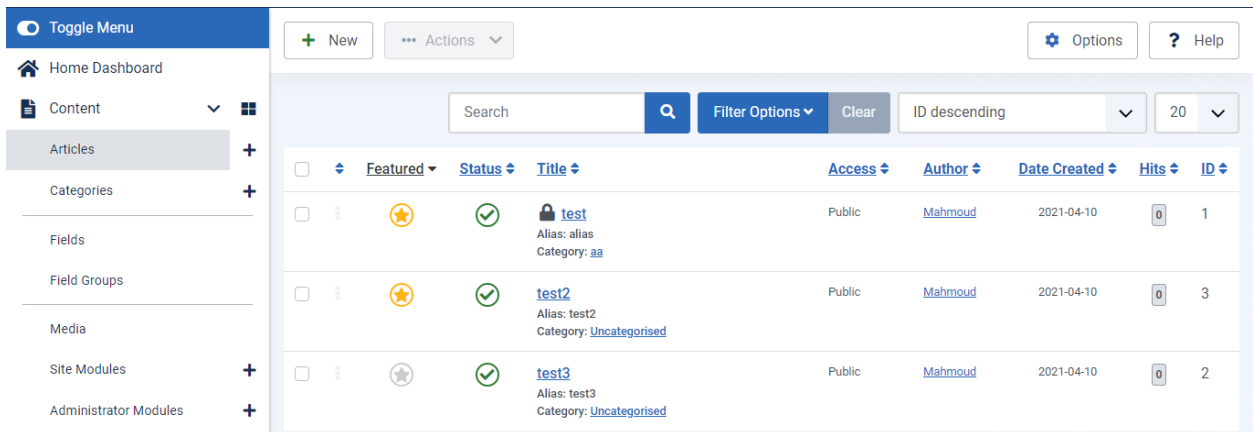 Toggle Menu
New
Actions
Options
? Help
Home Dashboard
Content
Search
Filter Options
Clear
ID descending
20
Articles
Categories
Fields
Field Groups
Media
Site Modules
Administrator Modules
Featured Status Title Access Author Date Created Hits ID
test Public Mahmoud 2021-04-10 0 1
Alias: alias
Category: aa
test2 Public Mahmoud 2021-04-10 0 3
Alias: test2
Category: Uncategorised
test3 Public Mahmoud 2021-04-10 0 2
Alias: test3
Category: Uncategorised